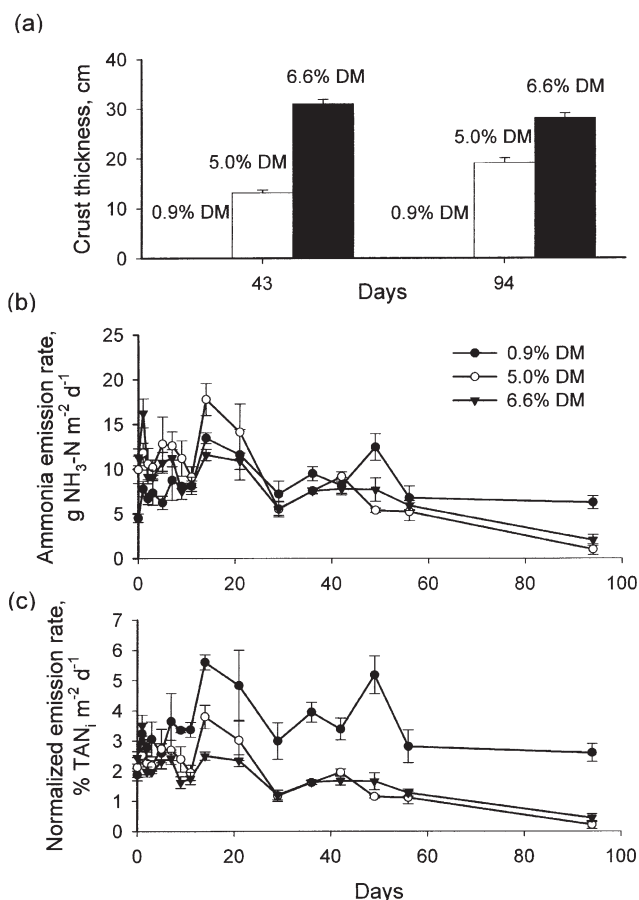 (a)
Crust thickness, cm
40
30
20
10
0
0.9% DM
5.0% DM
6.6% DM
0.9% DM
5.0% DM
6.6% DM
43
94
Days
(b)
Ammonia emission rate,
g NH3-N m-2 d-1
25
20
15
10
5
0
0.9% DM
5.0% DM
6.6% DM
0
20
40
60
80
100
(c)
Normalized emission rate,
% TANi m-2 d-1
7
6
5
4
3
2
1
0
0
20
40
60
80
100
Days